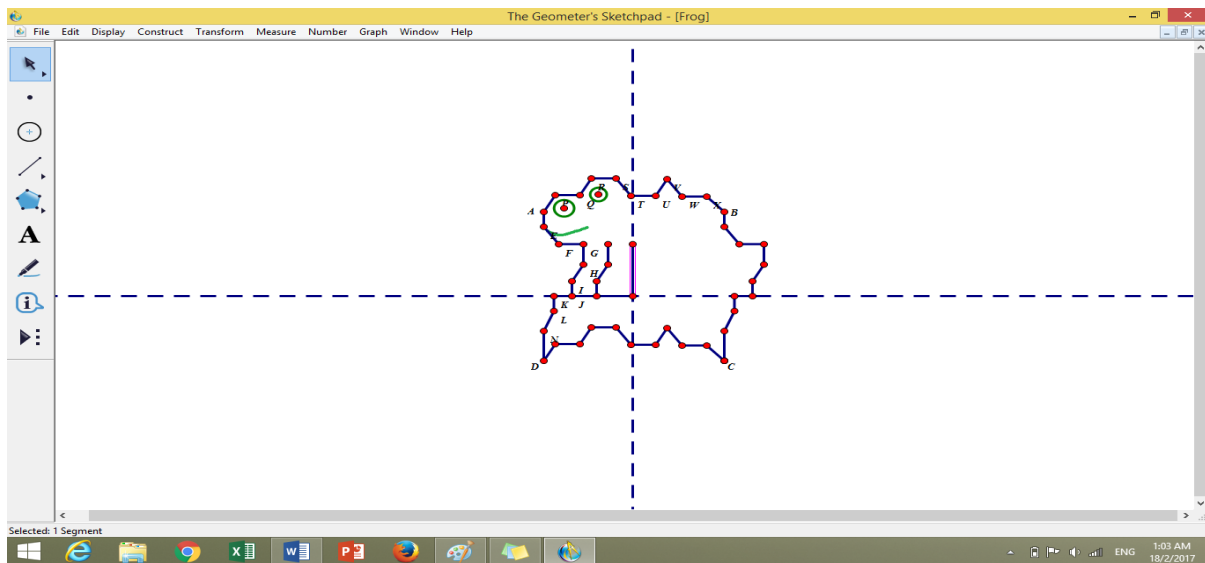 The Geometer's Sketchpad - [Frog]
File Edit Display Construct Transform Measure Number Graph Window Help
A
R S V
A P Q T U W X B
E
F G
H
I
K J
L
N
D C
Selected: 1 Segment
ENG 1:03 AM
18/2/2017